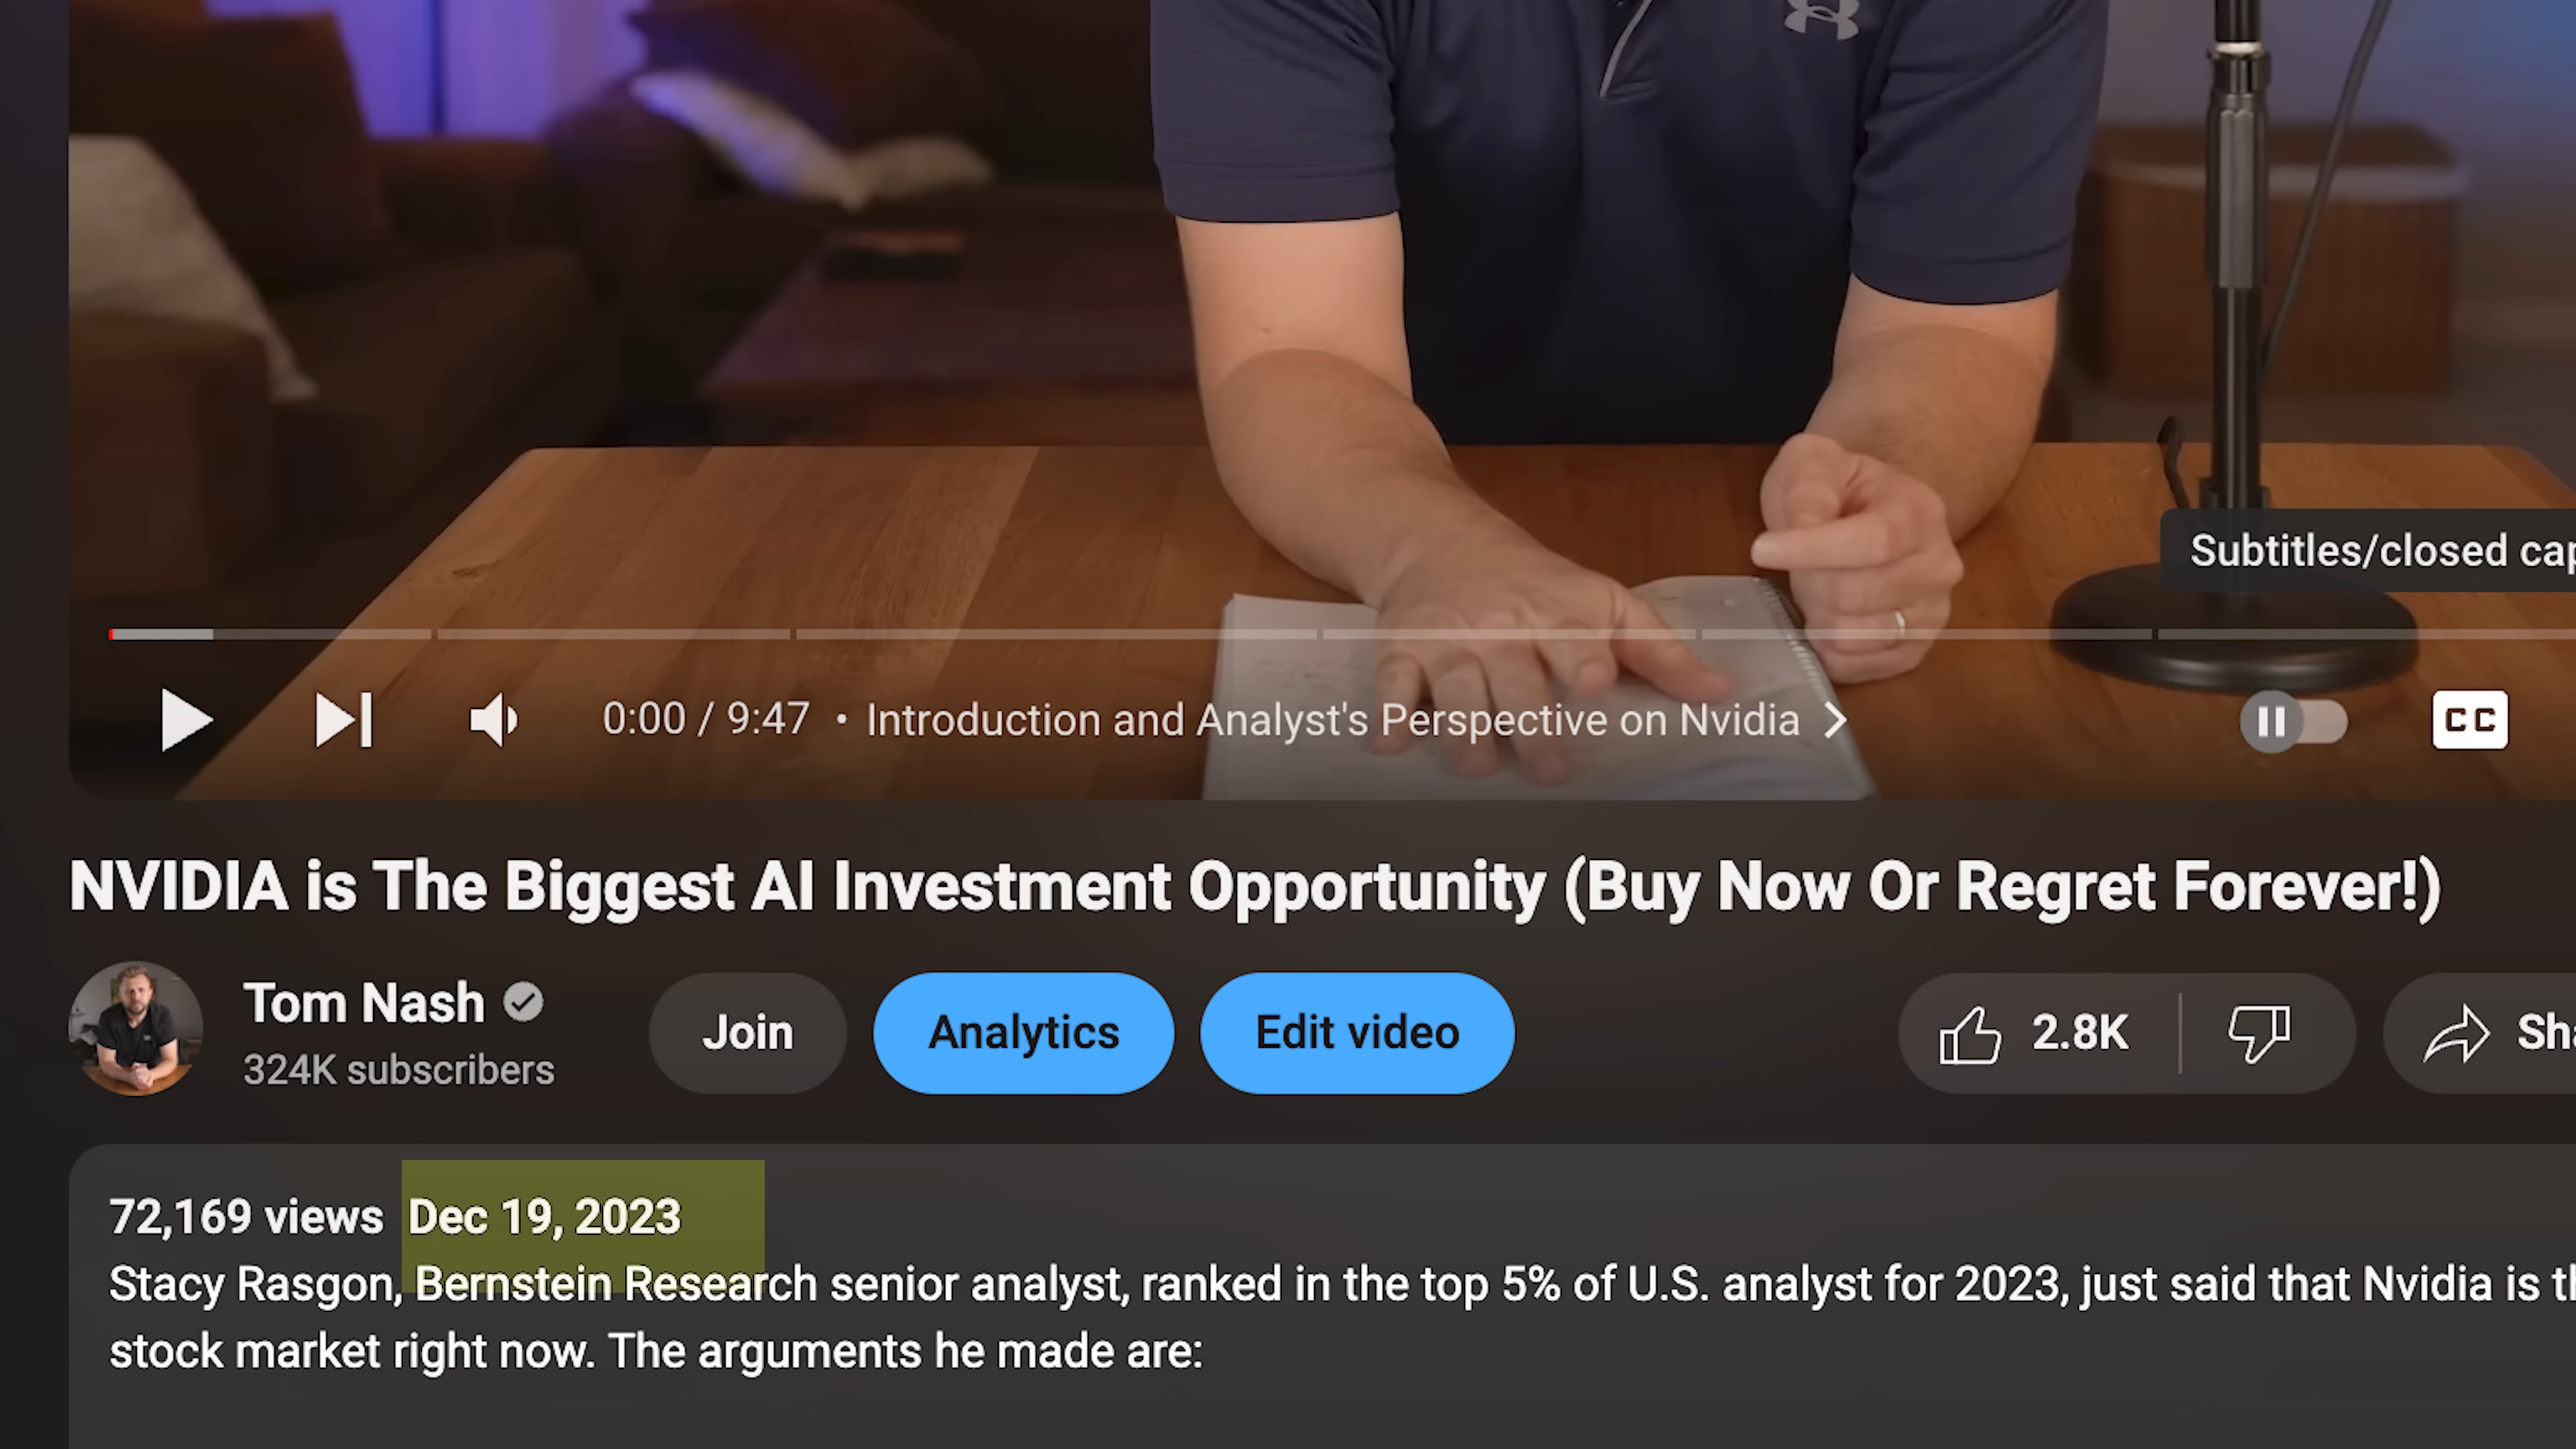 Subtitles/closed cap
0:00 / 9:47 • Introduction and Analyst's Perspective on Nvidia
CC
NVIDIA is The Biggest AI Investment Opportunity (Buy Now Or Regret Forever!)
Tom Nash
324K subscribers
Join
Analytics
Edit video
2.8K
Sha
72,169 views Dec 19, 2023
Stacy Rasgon, Bernstein Research senior analyst, ranked in the top 5% of U.S. analyst for 2023, just said that Nvidia is th
stock market right now. The arguments he made are: